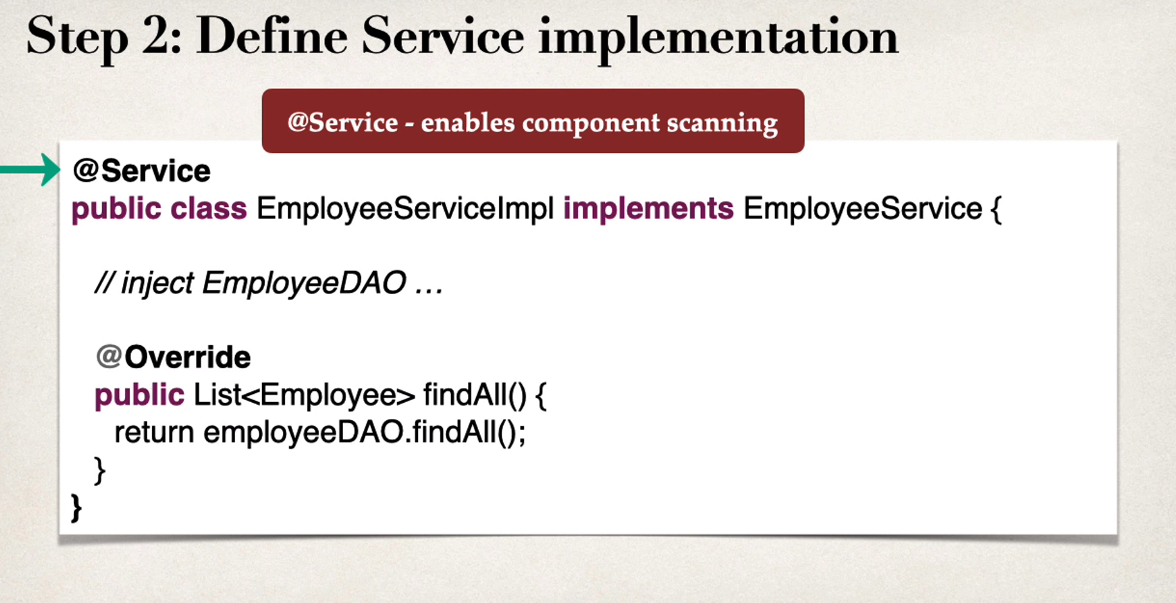 Step 2: Define Service implementation
@Service - enables component scanning
@Service
public class EmployeeServiceImpl implements EmployeeService {
// inject EmployeeDAO …
@Override
public List<Employee> findAll() {
return employeeDAO.findAll();
}
}